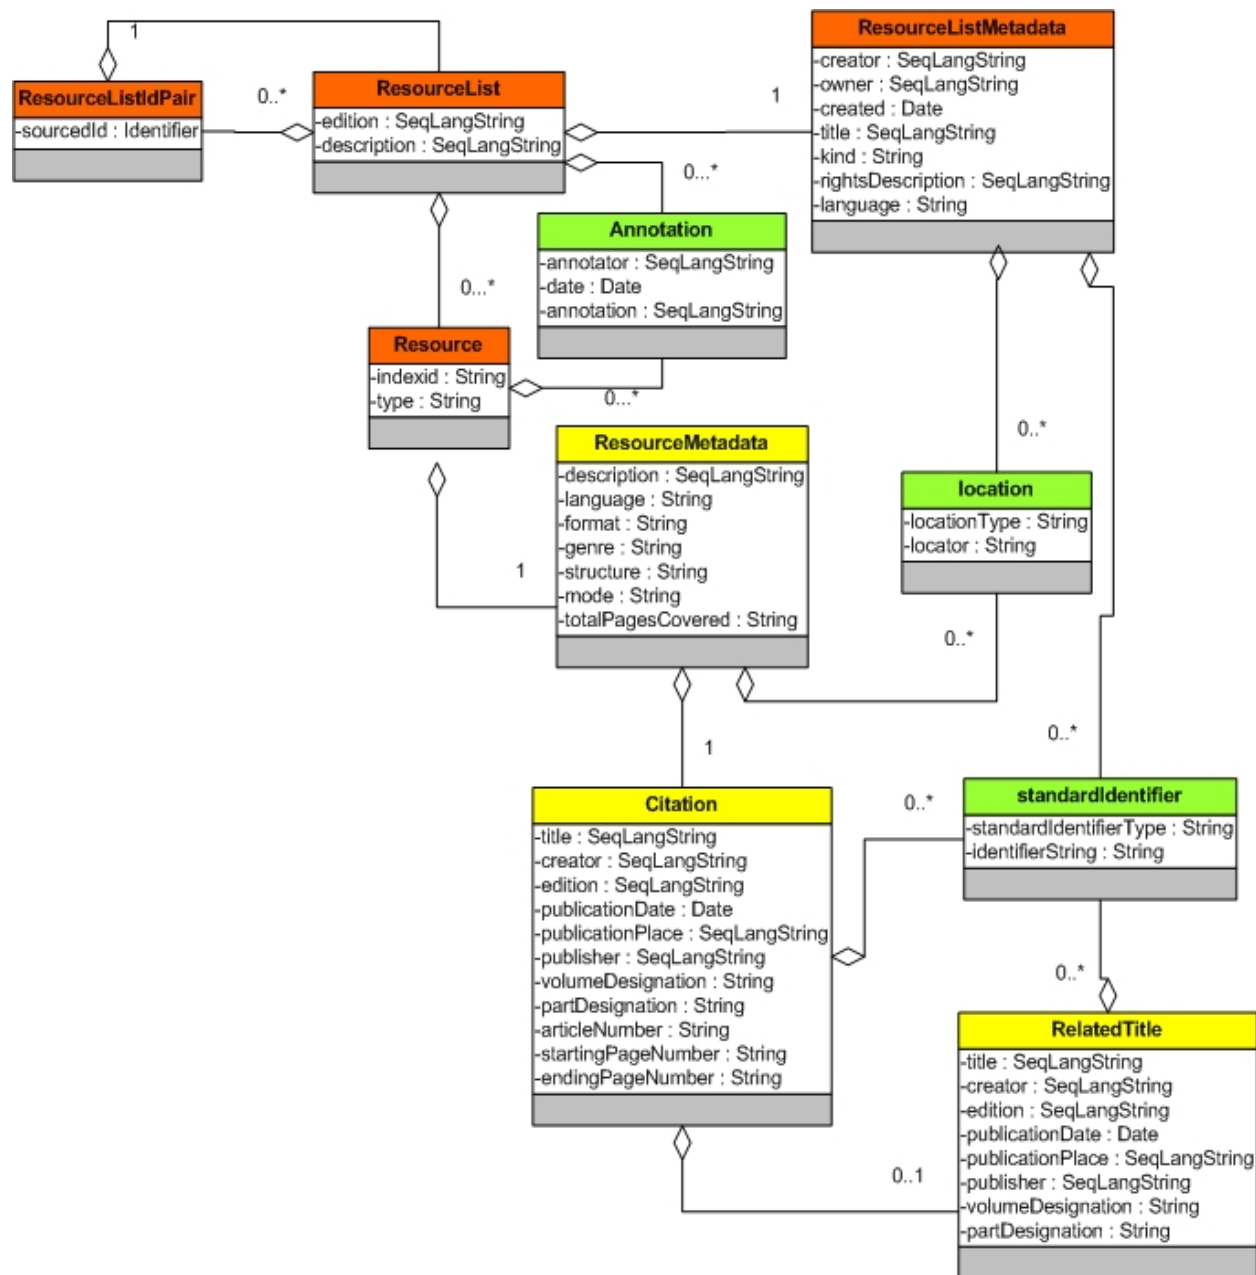 1
ResourceListIdPair
-sourcedId : Identifier
0..*
ResourceList
-edition : SeqLangString
-description : SeqLangString
1
ResourceListMetadata
-creator : SeqLangString
-owner : SeqLangString
-created : Date
-title : SeqLangString
-kind : String
-rightsDescription : SeqLangString
-language : String
0...*
Annotation
-annotator : SeqLangString
-date : Date
-annotation : SeqLangString
0...*
Resource
-indexid : String
-type : String
0...*
ResourceMetadata
-description : SeqLangString
-language : String
-format : String
-genre : String
-structure : String
-mode : String
-totalPagesCovered : String
1
0..*
location
-locationType : String
-locator : String
0..*
1
0..*
Citation
-title : SeqLangString
-creator : SeqLangString
-edition : SeqLangString
-publicationDate : Date
-publicationPlace : SeqLangString
-publisher : SeqLangString
-volumeDesignation : String
-partDesignation : String
-articleNumber : String
-startingPageNumber : String
-endingPageNumber : String
0..*
standardIdentifier
-standardIdentifierType : String
-identifierString : String
0..*
RelatedTitle
-title : SeqLangString
-creator : SeqLangString
-edition : SeqLangString
-publicationDate : Date
-publicationPlace : SeqLangString
-publisher : SeqLangString
-volumeDesignation : String
-partDesignation : String
0..1